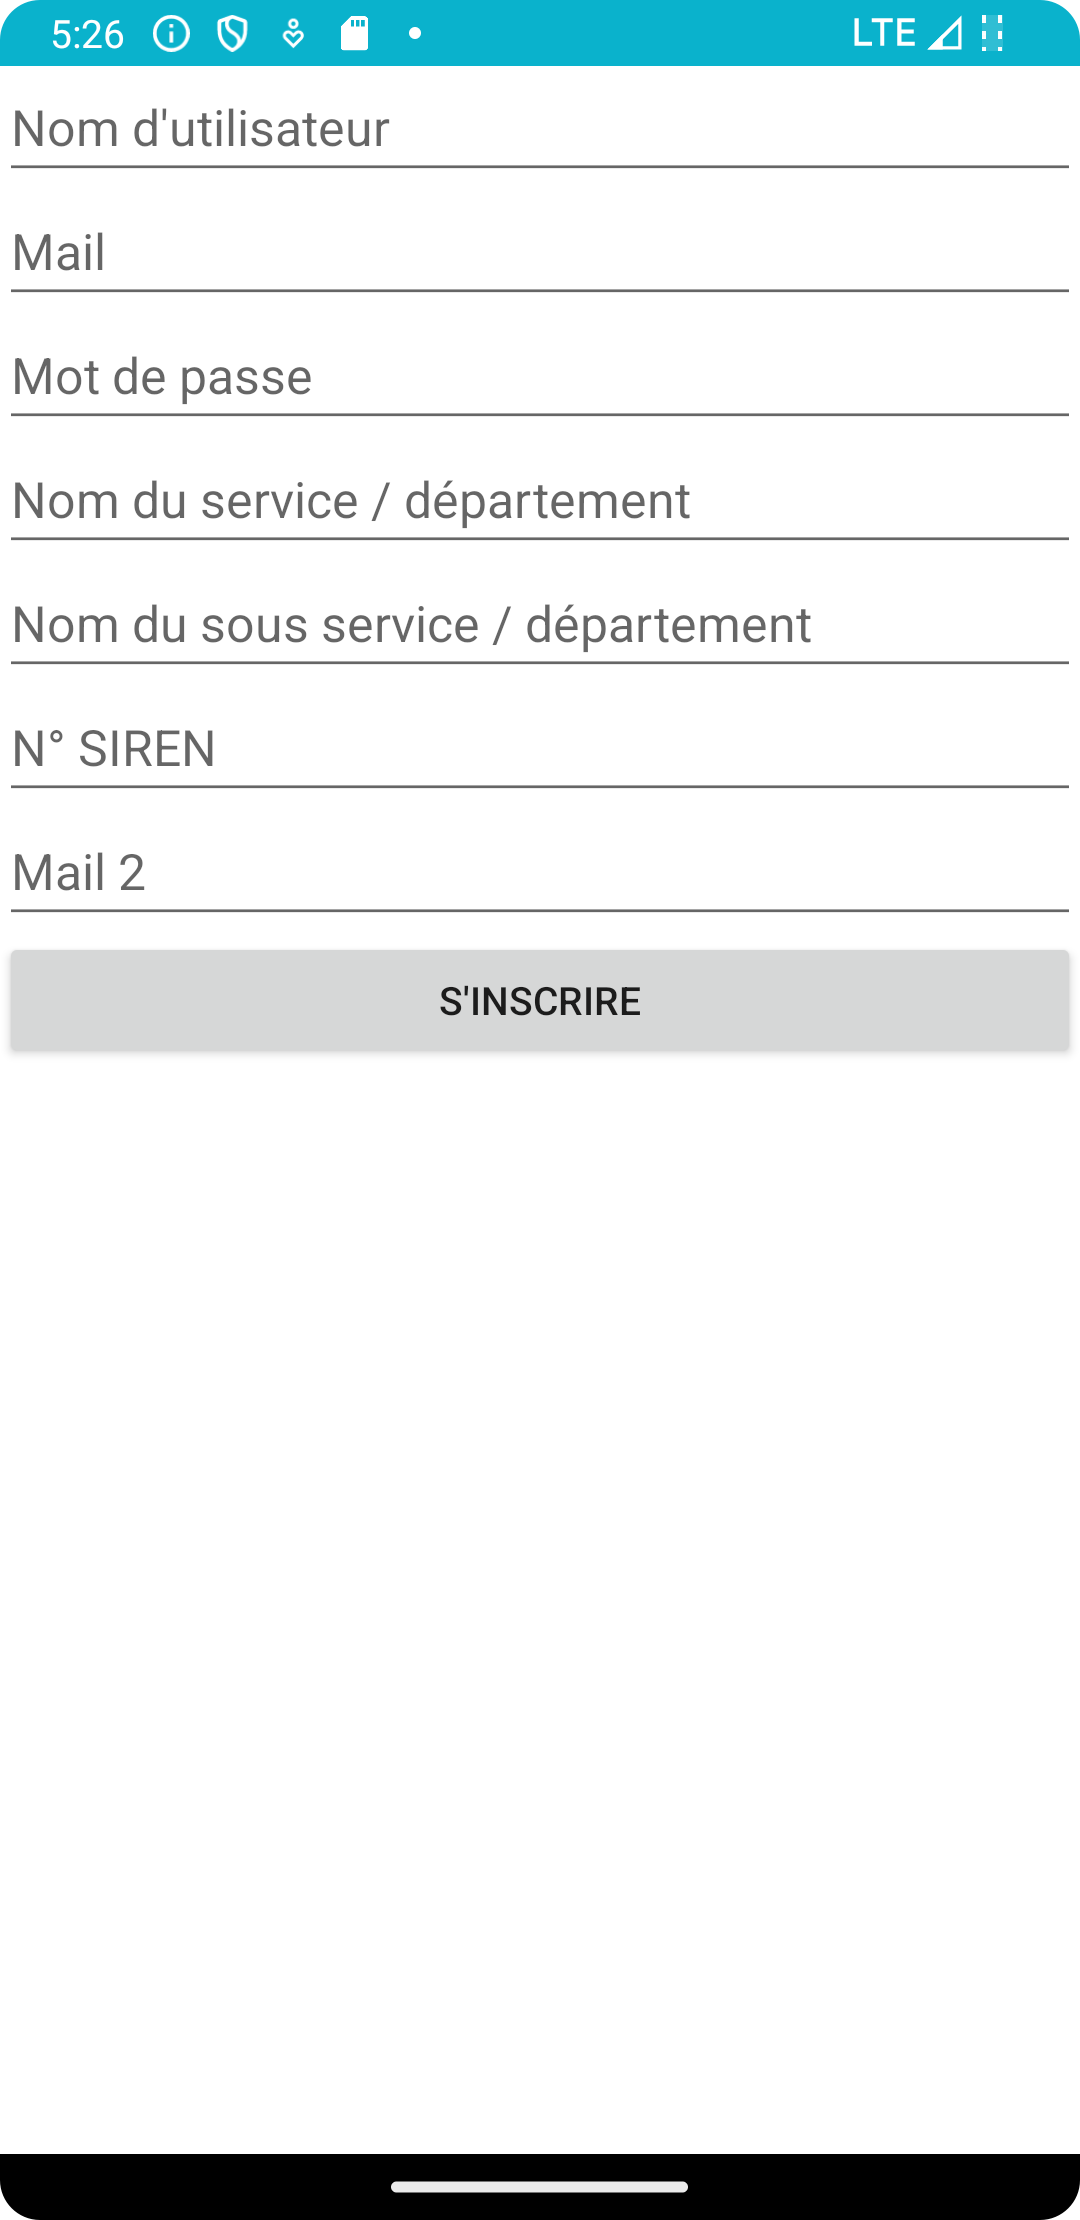 5:26 LTE
Nom d'utilisateur
Mail
Mot de passe
Nom du service / département
Nom du sous service / département
N° SIREN
Mail 2
S'INSCRIRE